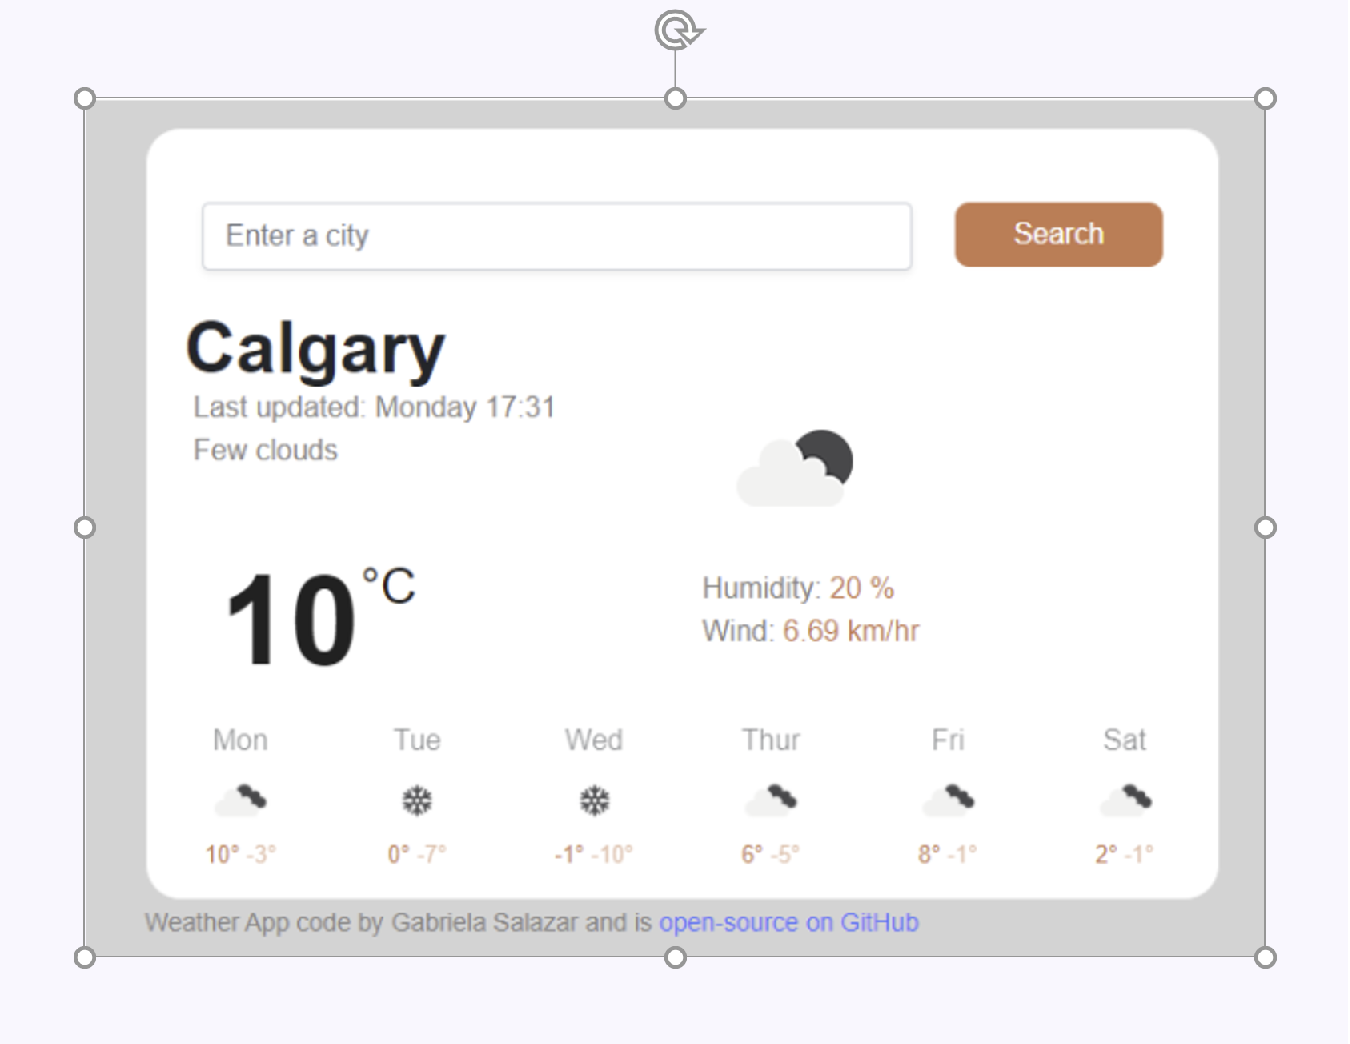 Enter a city
Search
Calgary
Last updated: Monday 17:31
Few clouds
10 °C
Humidity: 20 %
Wind: 6.69 km/hr
Mon Tue Wed Thur Fri Sat
10° -3° 0° -7° -1° -10° 6° -5° 8° -1° 2° -1°
Weather App code by Gabriela Salazar and is open-source on GitHub